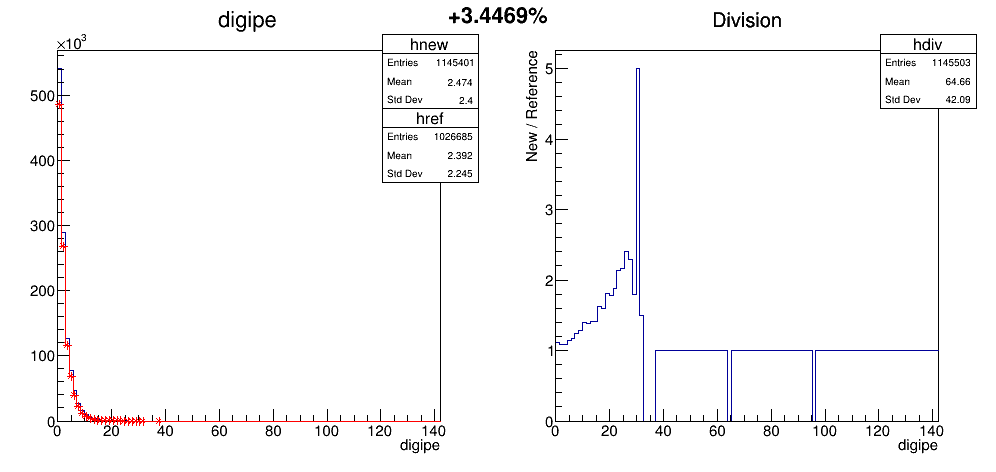 +3.4469%
digipe
×10³
500
400
300
200
100
0
0 20 40 60 80 100 120 140
digipe
hnew
Entries 1145401
Mean 2.474
Std Dev 2.4
href
Entries 1026685
Mean 2.392
Std Dev 2.245
Division
New / Reference
5
4
3
2
1
0
0 20 40 60 80 100 120 140
digipe
hdiv
Entries 1145503
Mean 64.66
Std Dev 42.09